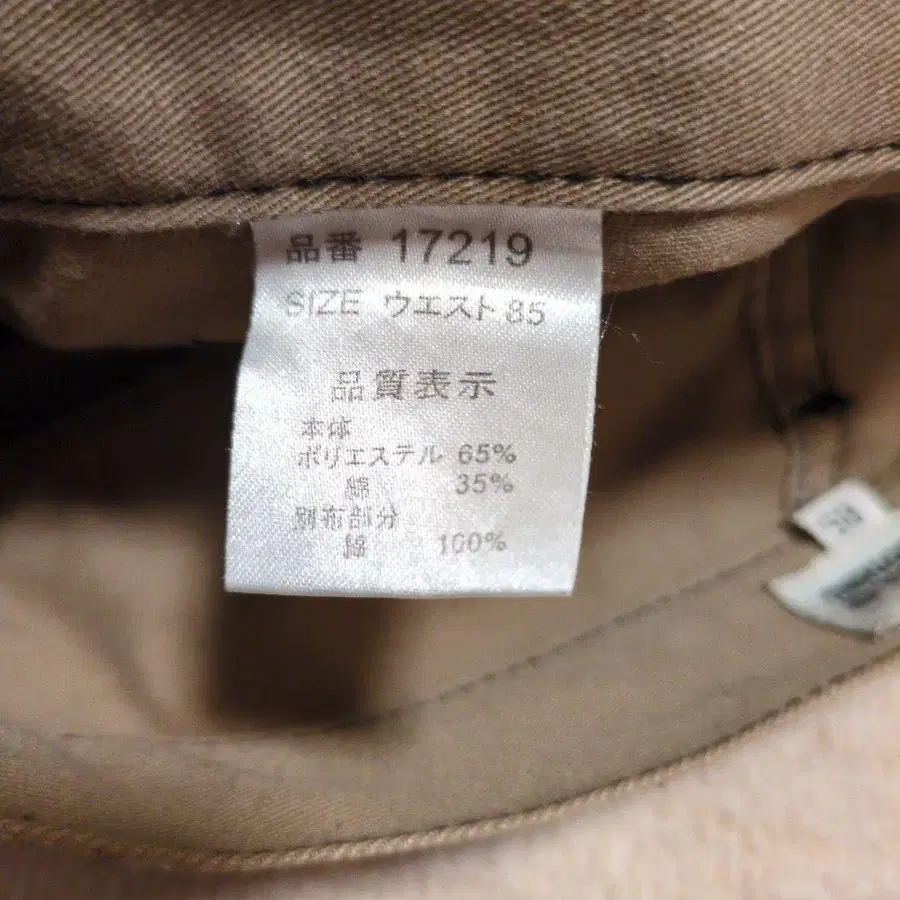 品番 17219
SIZE ウエスト 85
品質表示
本体
ポリエステル 65%
綿 35%
別布部分
綿 100%